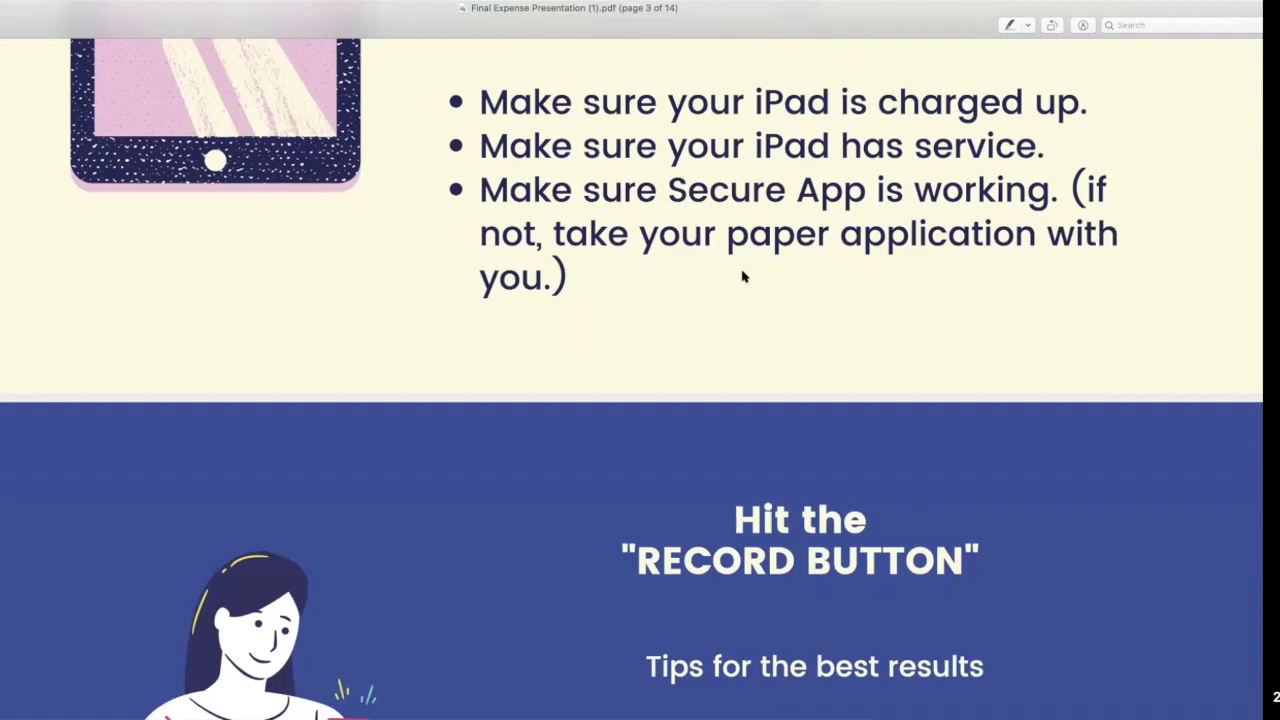 Final Expense Presentation (1).pdf (page 3 of 14)
Search
• Make sure your iPad is charged up.
• Make sure your iPad has service.
• Make sure Secure App is working. (if
not, take your paper application with
you.)
Hit the
"RECORD BUTTON"
Tips for the best results
2